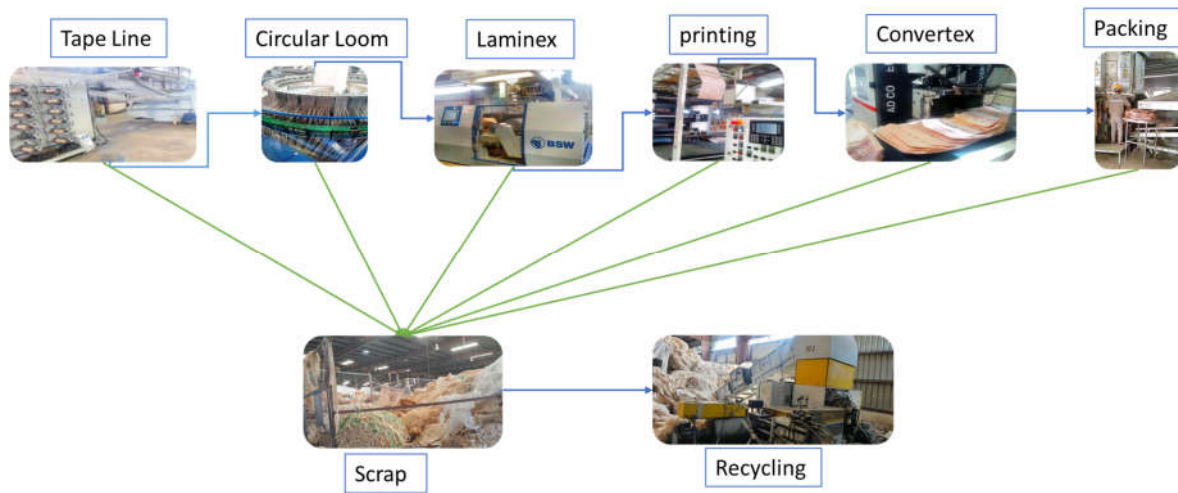 Tape Line
Circular Loom
Laminex
printing
Convertex
Packing
BSW
AD CO
Scrap
Recycling